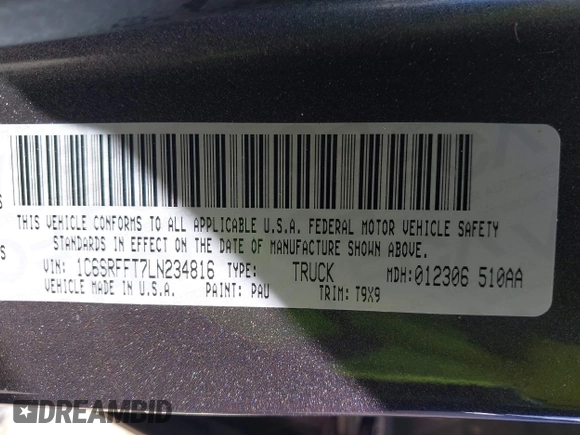 THIS VEHICLE CONFORMS TO ALL APPLICABLE U.S.A. FEDERAL MOTOR VEHICLE SAFETY
STANDARDS IN EFFECT ON THE DATE OF MANUFACTURE SHOWN ABOVE.
VIN: 1C6SRFFT7LN234816 TYPE: TRUCK MDH:012306 510AA
VEHICLE MADE IN U.S.A. PAINT: PAU TRIM: T9X9
DREAMBID